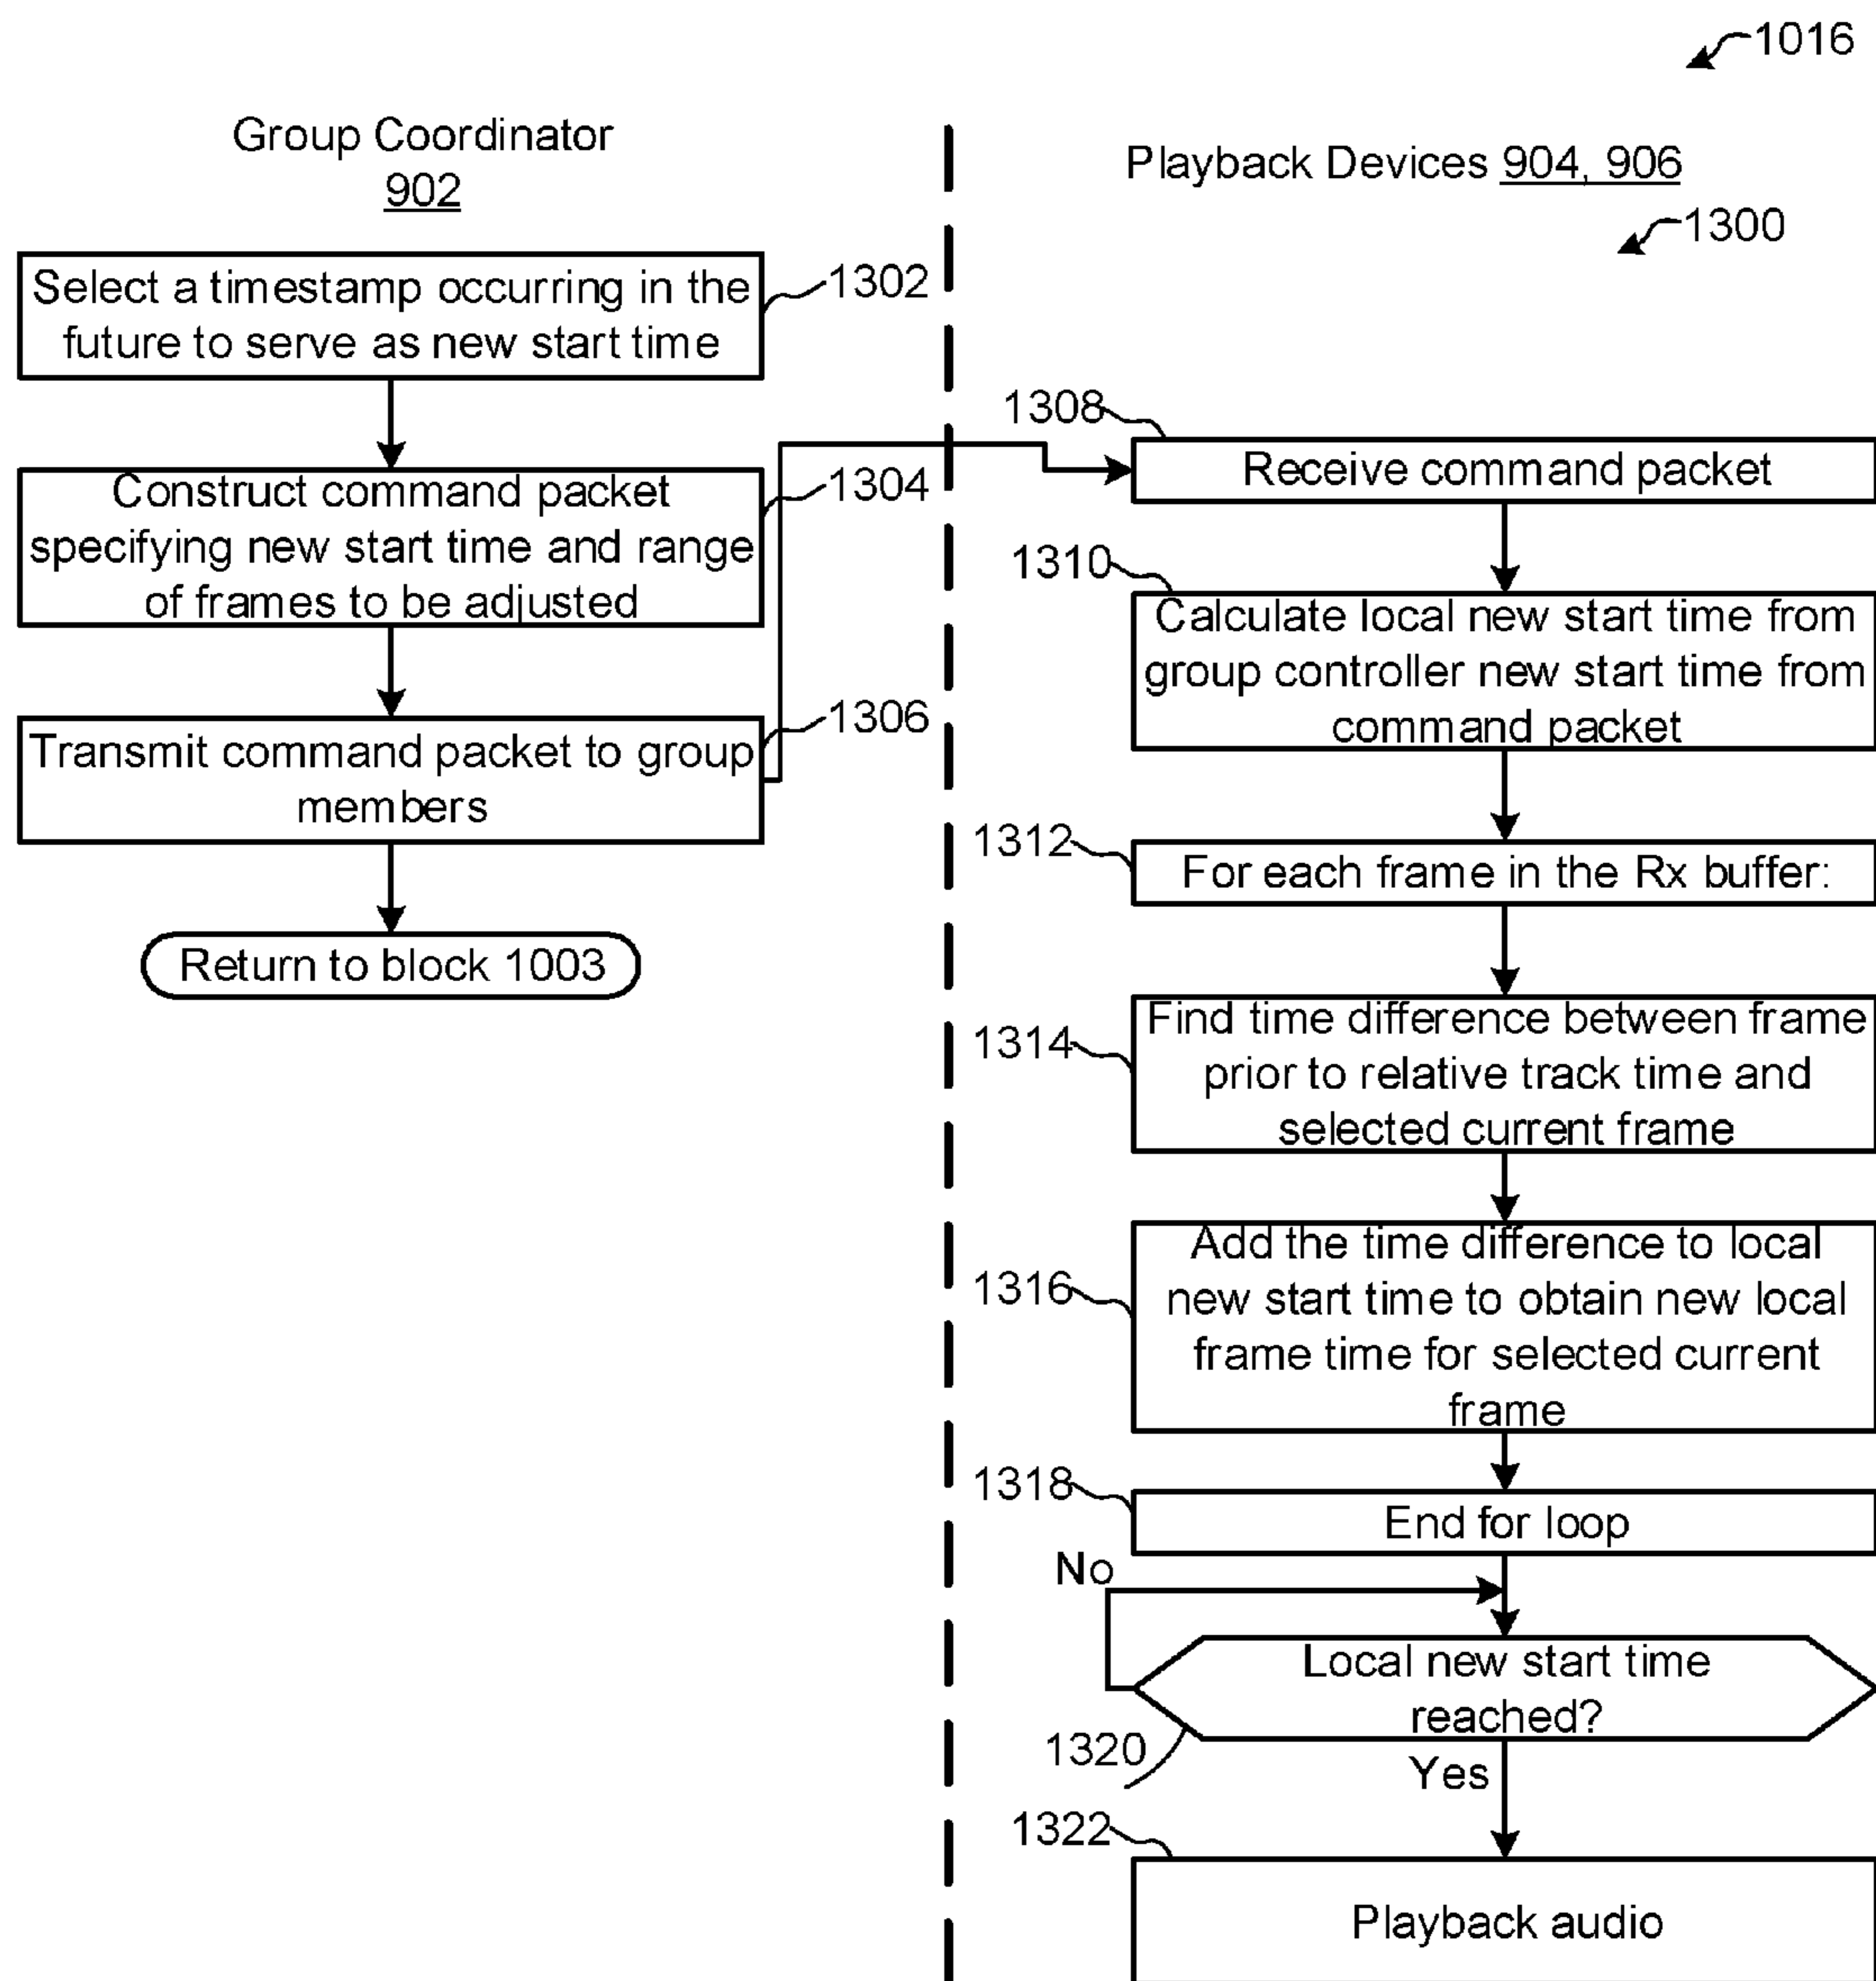 1016
Group Coordinator
902
Playback Devices 904, 906
1300
Select a timestamp occurring in the
future to serve as new start time
1302
Construct command packet
specifying new start time and range
of frames to be adjusted
1304
Transmit command packet to group
members
1306
Return to block 1003
1308
Receive command packet
1310
Calculate local new start time from
group controller new start time from
command packet
1312
For each frame in the Rx buffer:
1314
Find time difference between frame
prior to relative track time and
selected current frame
1316
Add the time difference to local
new start time to obtain new local
frame time for selected current
frame
1318
End for loop
No
Local new start time
reached?
1320
Yes
1322
Playback audio